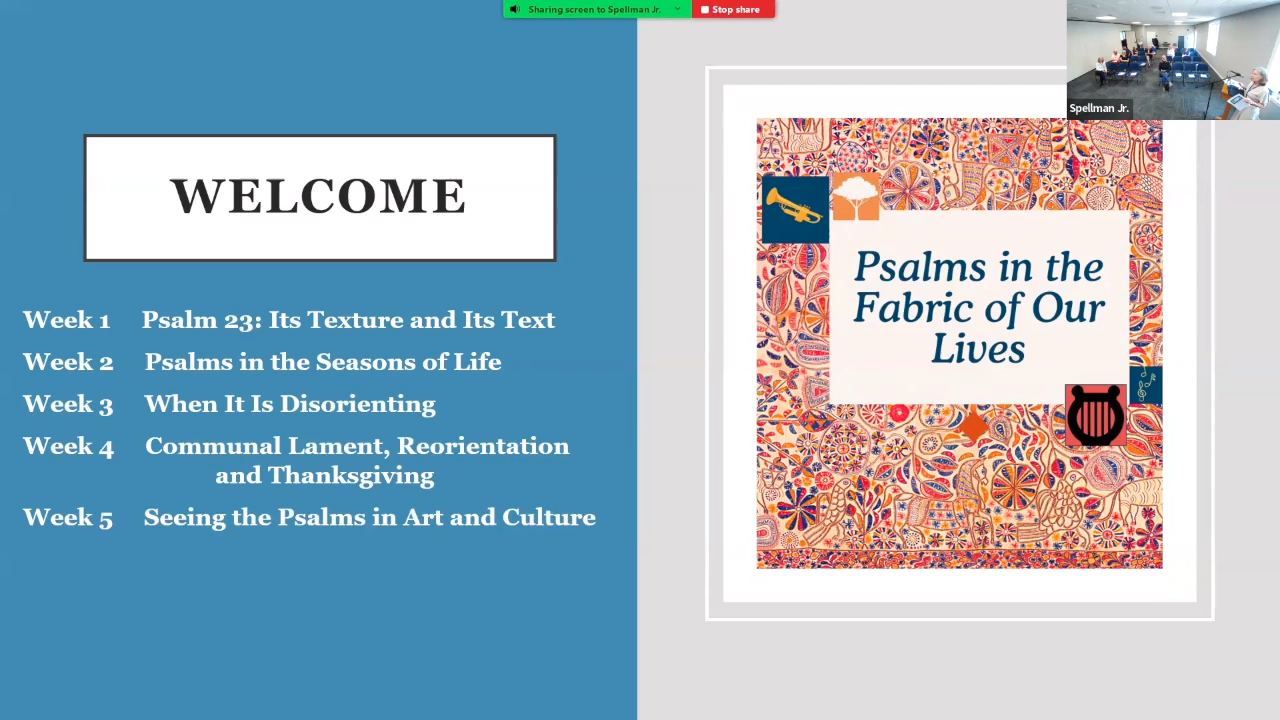 Sharing screen to Spellman Jr.
Stop share
Spellman Jr.
WELCOME
Week 1 Psalm 23: Its Texture and Its Text
Week 2 Psalms in the Seasons of Life
Week 3 When It Is Disorienting
Week 4 Communal Lament, Reorientation
and Thanksgiving
Week 5 Seeing the Psalms in Art and Culture
Psalms in the
Fabric of Our
Lives